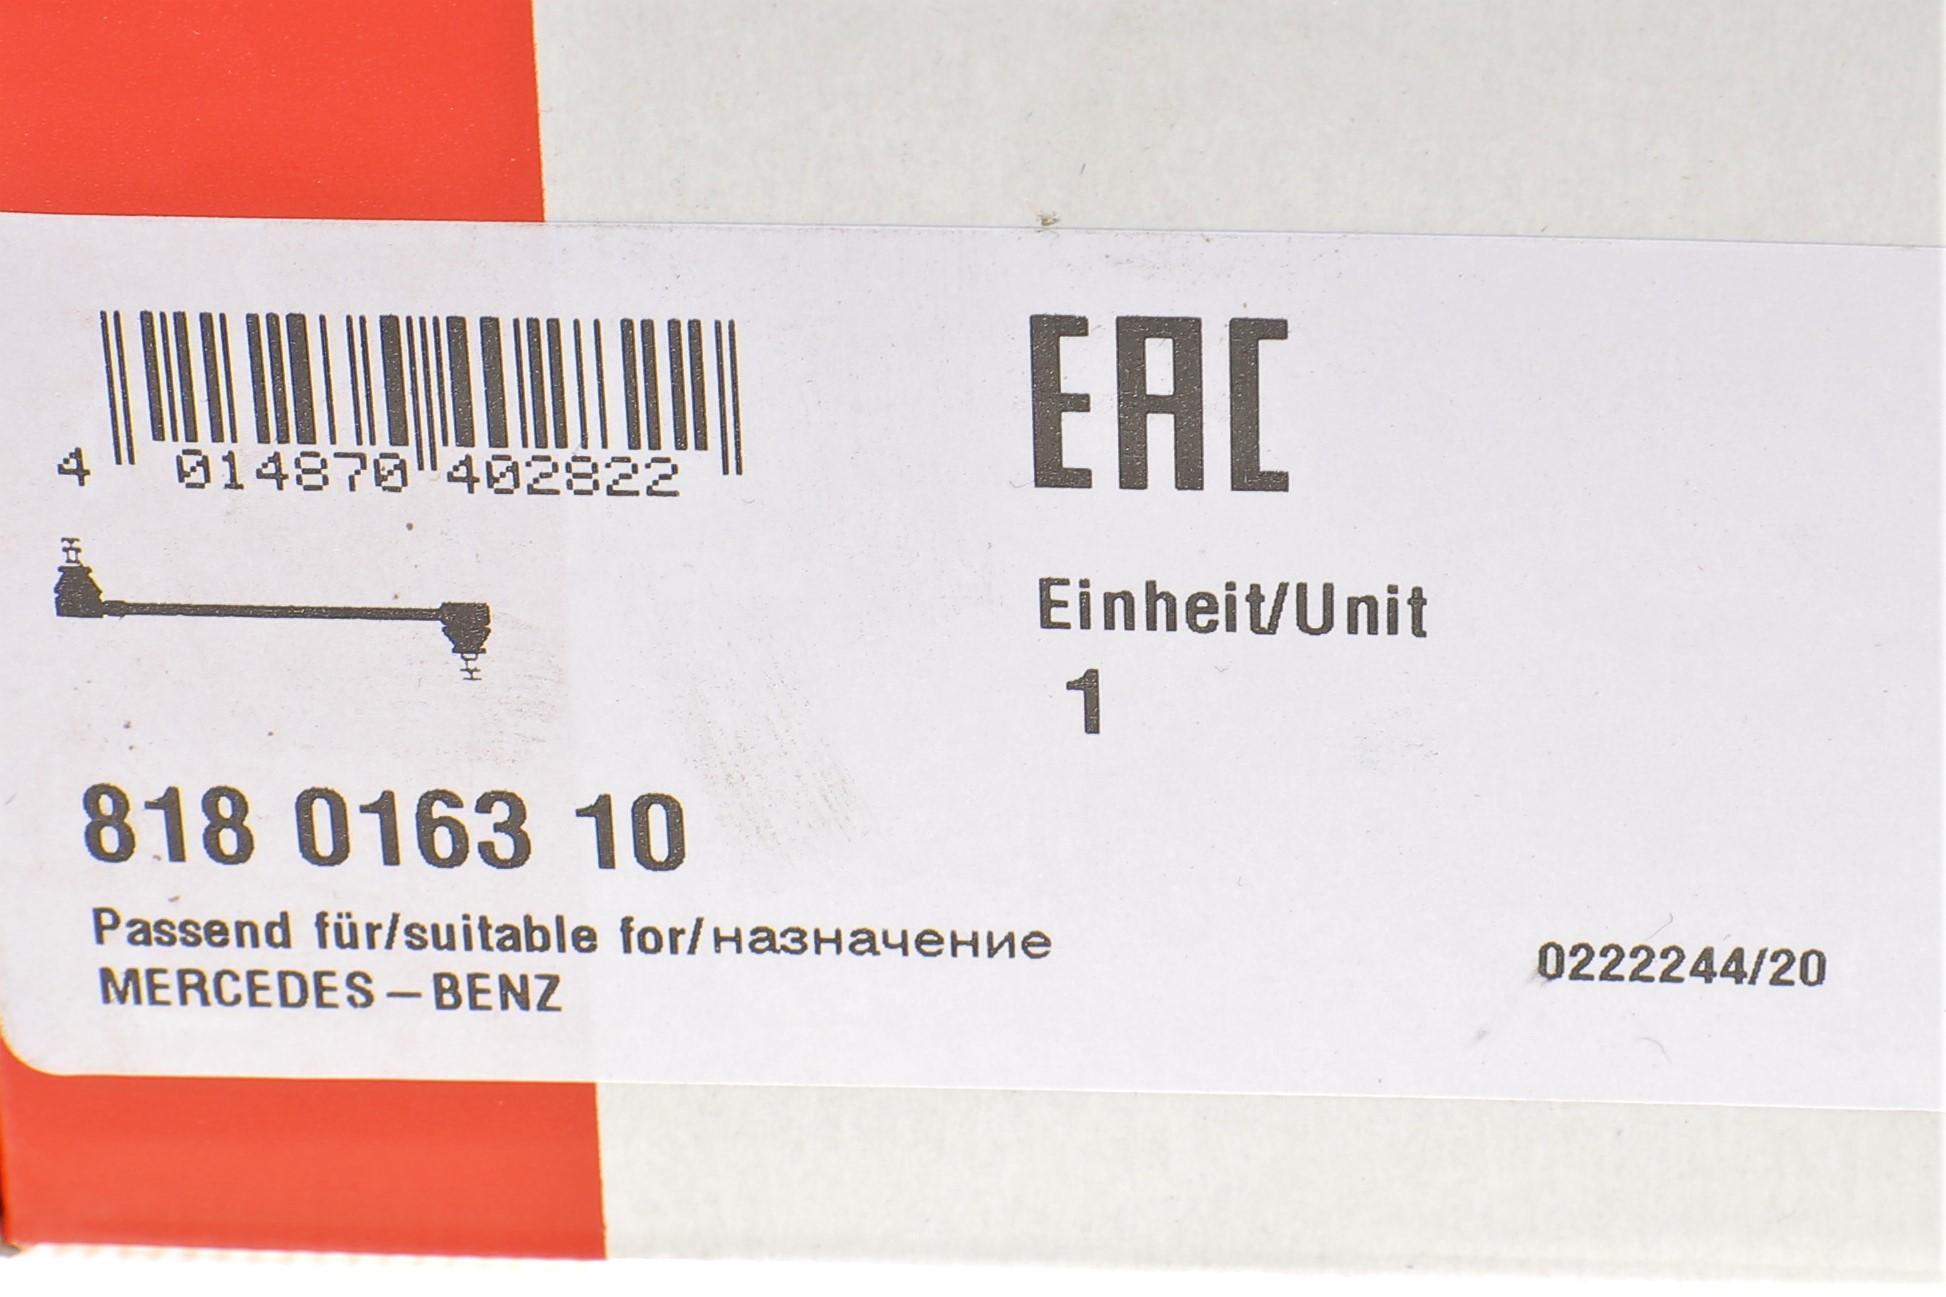 4 014870 402822
EAC
Einheit/Unit
1
818 0163 10
Passend für/suitable for/назначение
MERCEDES–BENZ
0222244/20